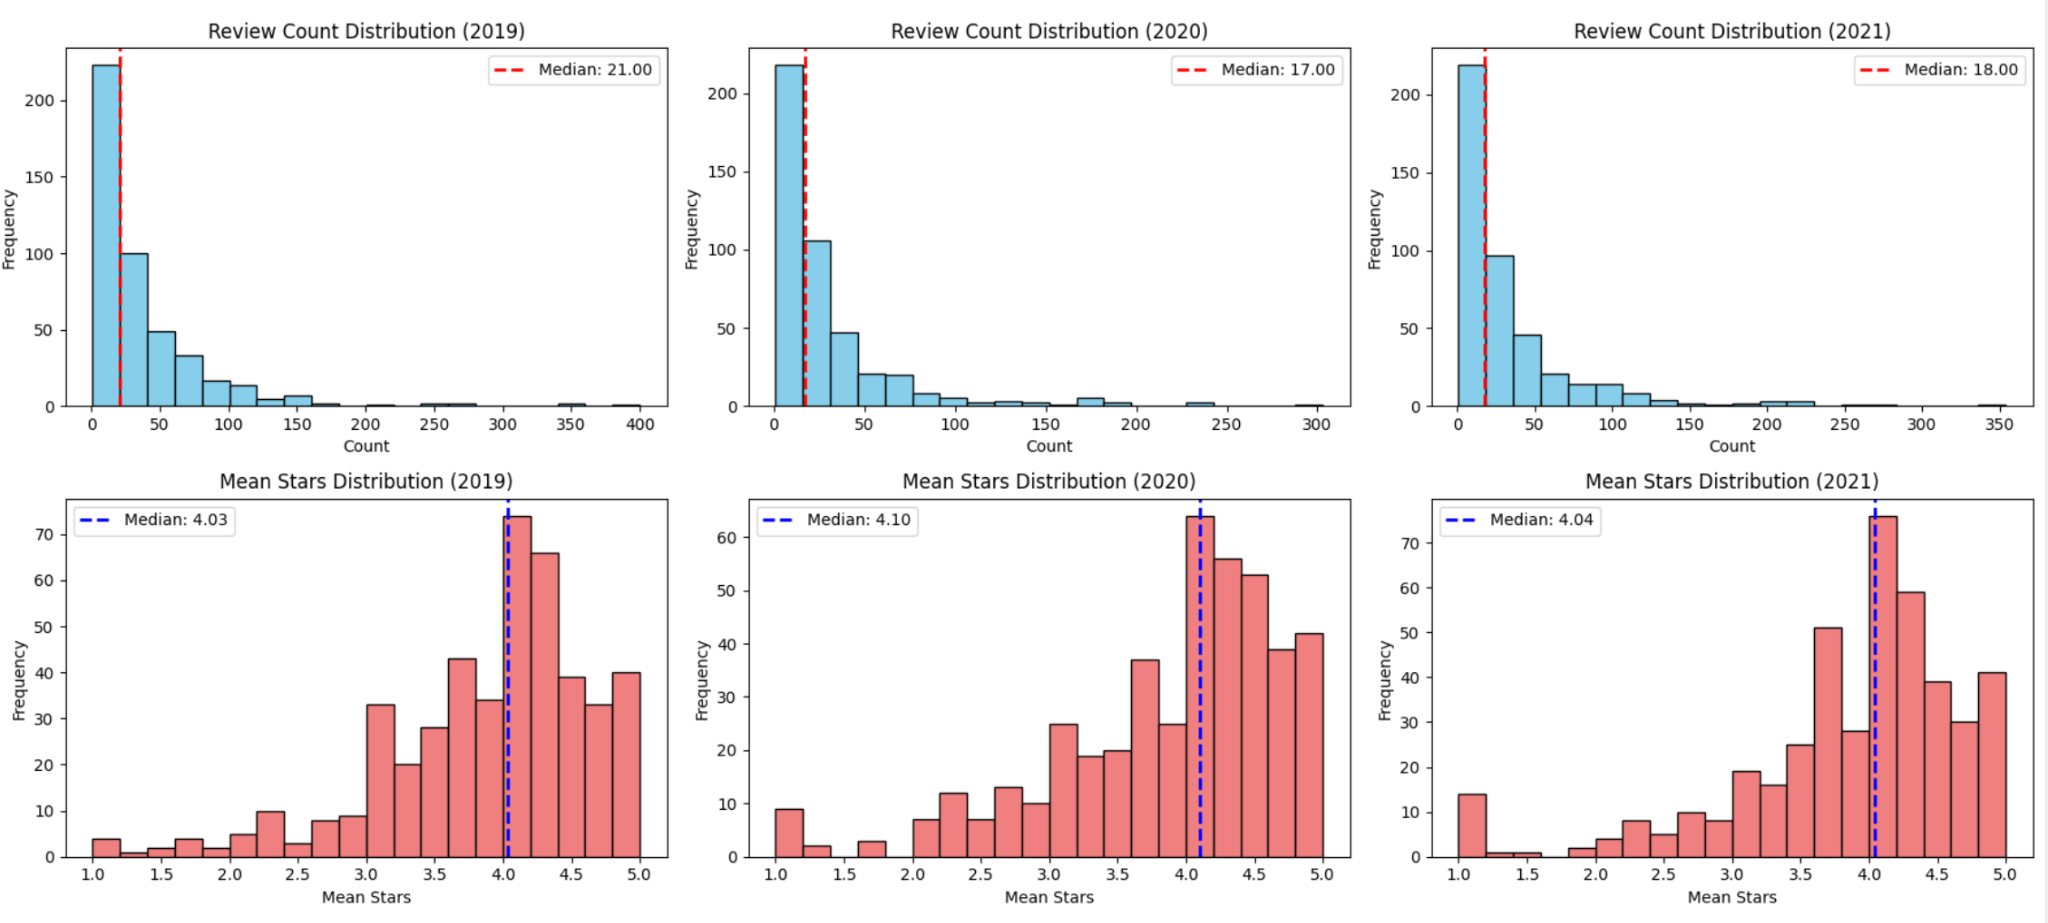 Review Count Distribution (2019)
Median: 21.00
Frequency
200
150
100
50
0
0 50 100 150 200 250 300 350 400
Count
Review Count Distribution (2020)
Median: 17.00
Frequency
200
150
100
50
0
0 50 100 150 200 250 300
Count
Review Count Distribution (2021)
Median: 18.00
Frequency
200
150
100
50
0
0 50 100 150 200 250 300 350
Count
Mean Stars Distribution (2019)
Median: 4.03
Frequency
70
60
50
40
30
20
10
0
1.0 1.5 2.0 2.5 3.0 3.5 4.0 4.5 5.0
Mean Stars
Mean Stars Distribution (2020)
Median: 4.10
Frequency
60
50
40
30
20
10
0
1.0 1.5 2.0 2.5 3.0 3.5 4.0 4.5 5.0
Mean Stars
Mean Stars Distribution (2021)
Median: 4.04
Frequency
70
60
50
40
30
20
10
0
1.0 1.5 2.0 2.5 3.0 3.5 4.0 4.5 5.0
Mean Stars